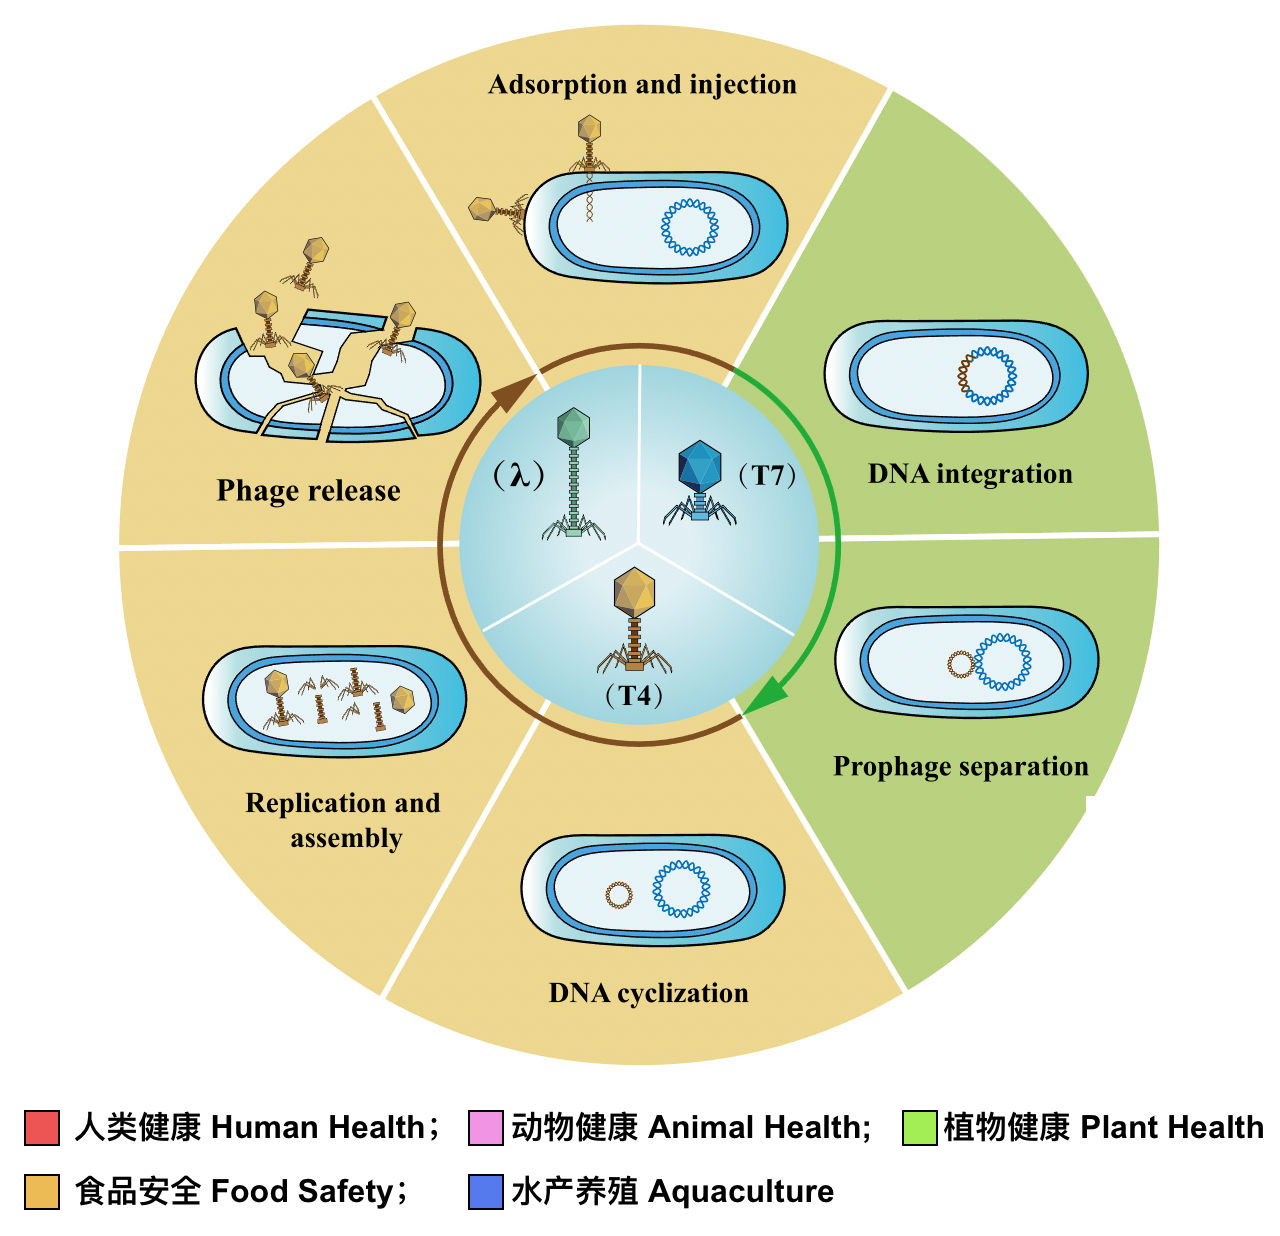 Adsorption and injection
DNA integration
Phage release
（λ）
（T7）
（T4）
Prophage separation
Replication and
assembly
DNA cyclization
人类健康 Human Health； 动物健康 Animal Health; 植物健康 Plant Health
食品安全 Food Safety； 水产养殖 Aquaculture